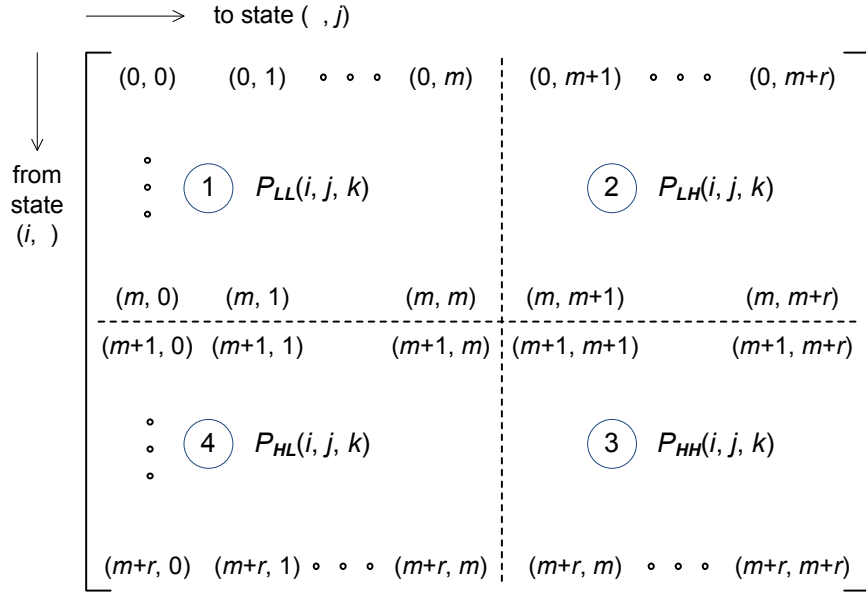 to state ( , j)
from
state
(i, )
(0, 0) (0, 1) ∘ ∘ ∘ (0, m) (0, m+1) ∘ ∘ ∘ (0, m+r)
1 P_LL(i, j, k) 2 P_LH(i, j, k)
(m, 0) (m, 1) (m, m) (m, m+1) (m, m+r)
(m+1, 0) (m+1, 1) (m+1, m) (m+1, m+1) (m+1, m+r)
4 P_HL(i, j, k) 3 P_HH(i, j, k)
(m+r, 0) (m+r, 1) ∘ ∘ ∘ (m+r, m) (m+r, m) ∘ ∘ ∘ (m+r, m+r)